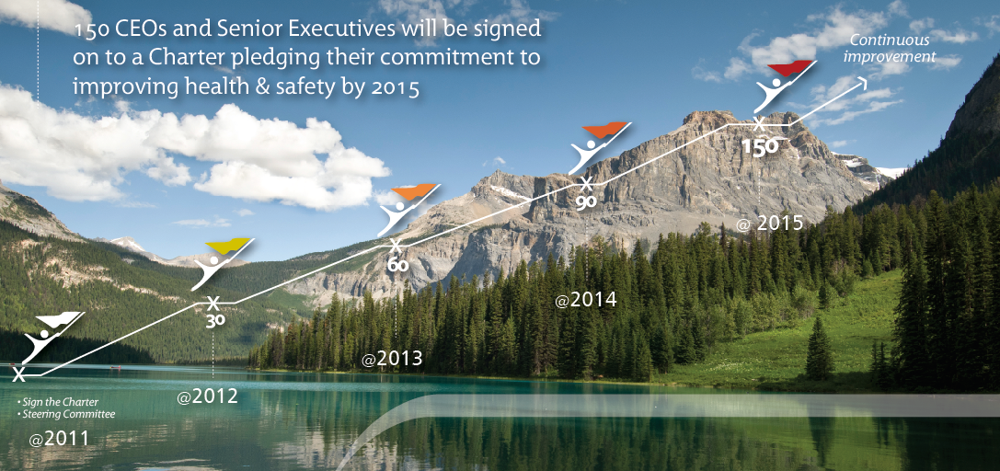 150 CEOs and Senior Executives will be signed
on to a Charter pledging their commitment to
improving health & safety by 2015
Continuous
improvement
150
@ 2015
90
@2014
60
@2013
30
@2012
• Sign the Charter
• Steering Committee
@2011